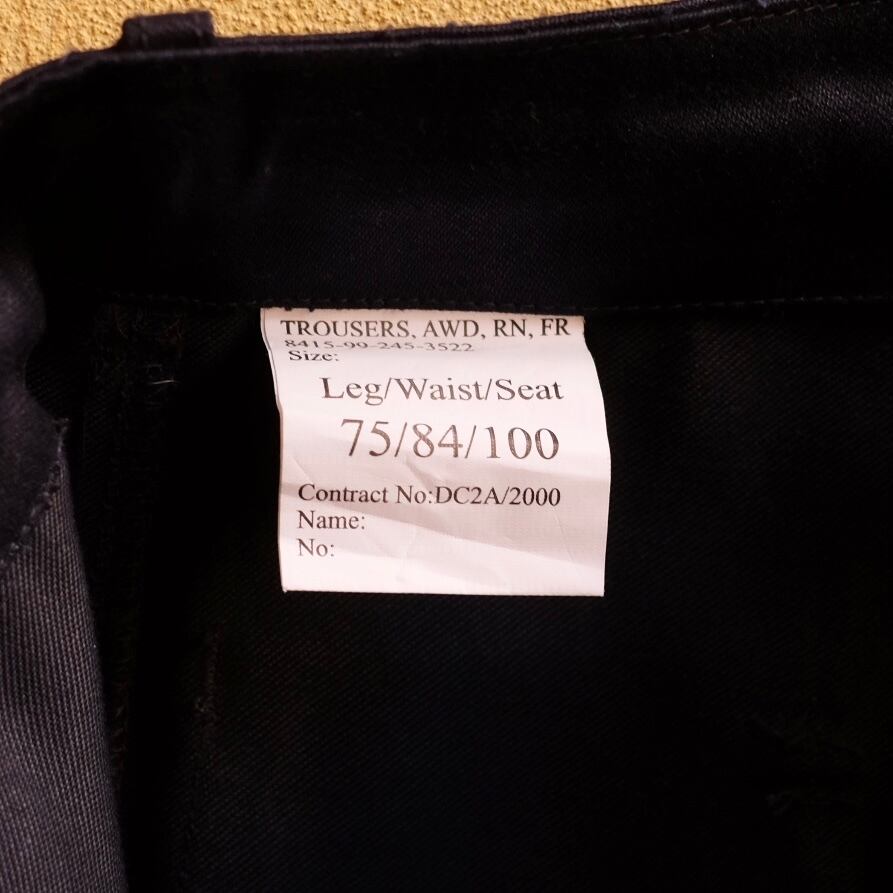 TROUSERS, AWD, RN, FR
8415-99-245-3522
Size:
Leg/Waist/Seat
75/84/100
Contract No:DC2A/2000
Name:
No: